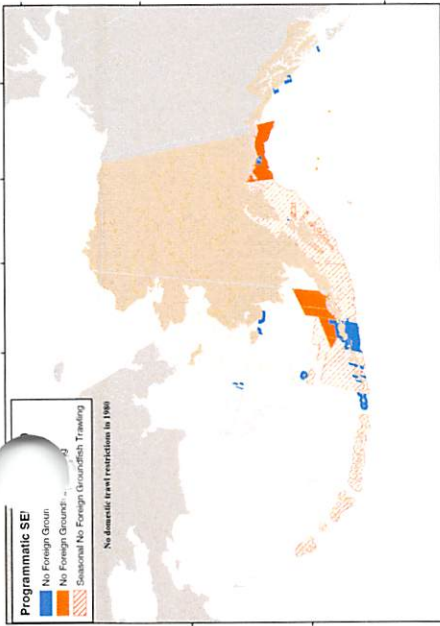 Programmatic SE
No Foreign Groun
No Foreign Ground
Seasonal No Foreign Groundfish Trawling
No domestic trawl restrictions in 1980